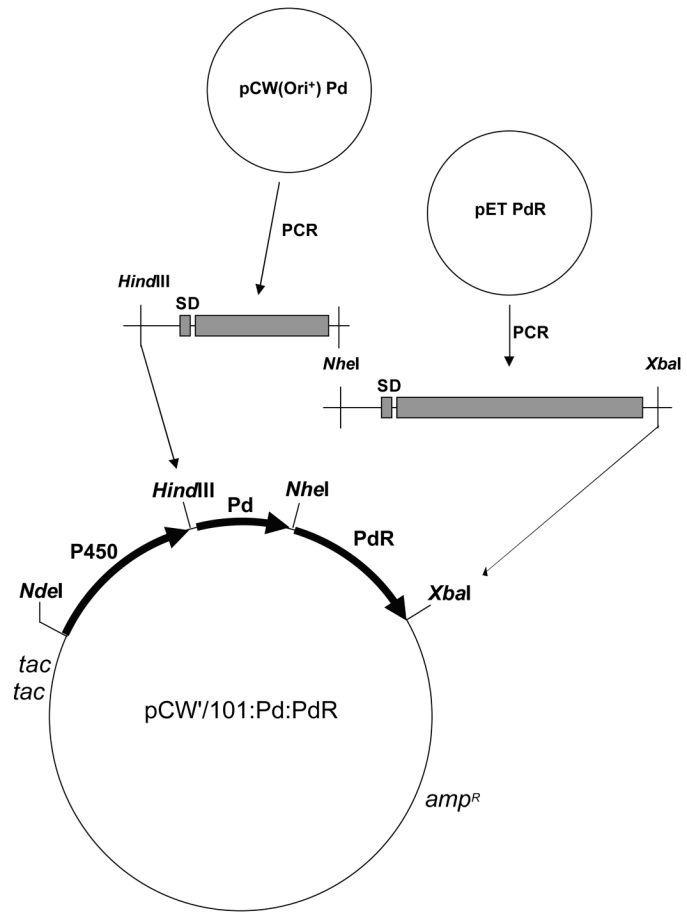 pCW(Ori⁺) Pd
pET PdR
PCR
HindIII
SD
PCR
NheI
XbaI
SD
HindIII
Pd
NheI
P450
PdR
NdeI
XbaI
tac
tac
pCW'/101:Pd:PdR
ampᴿ